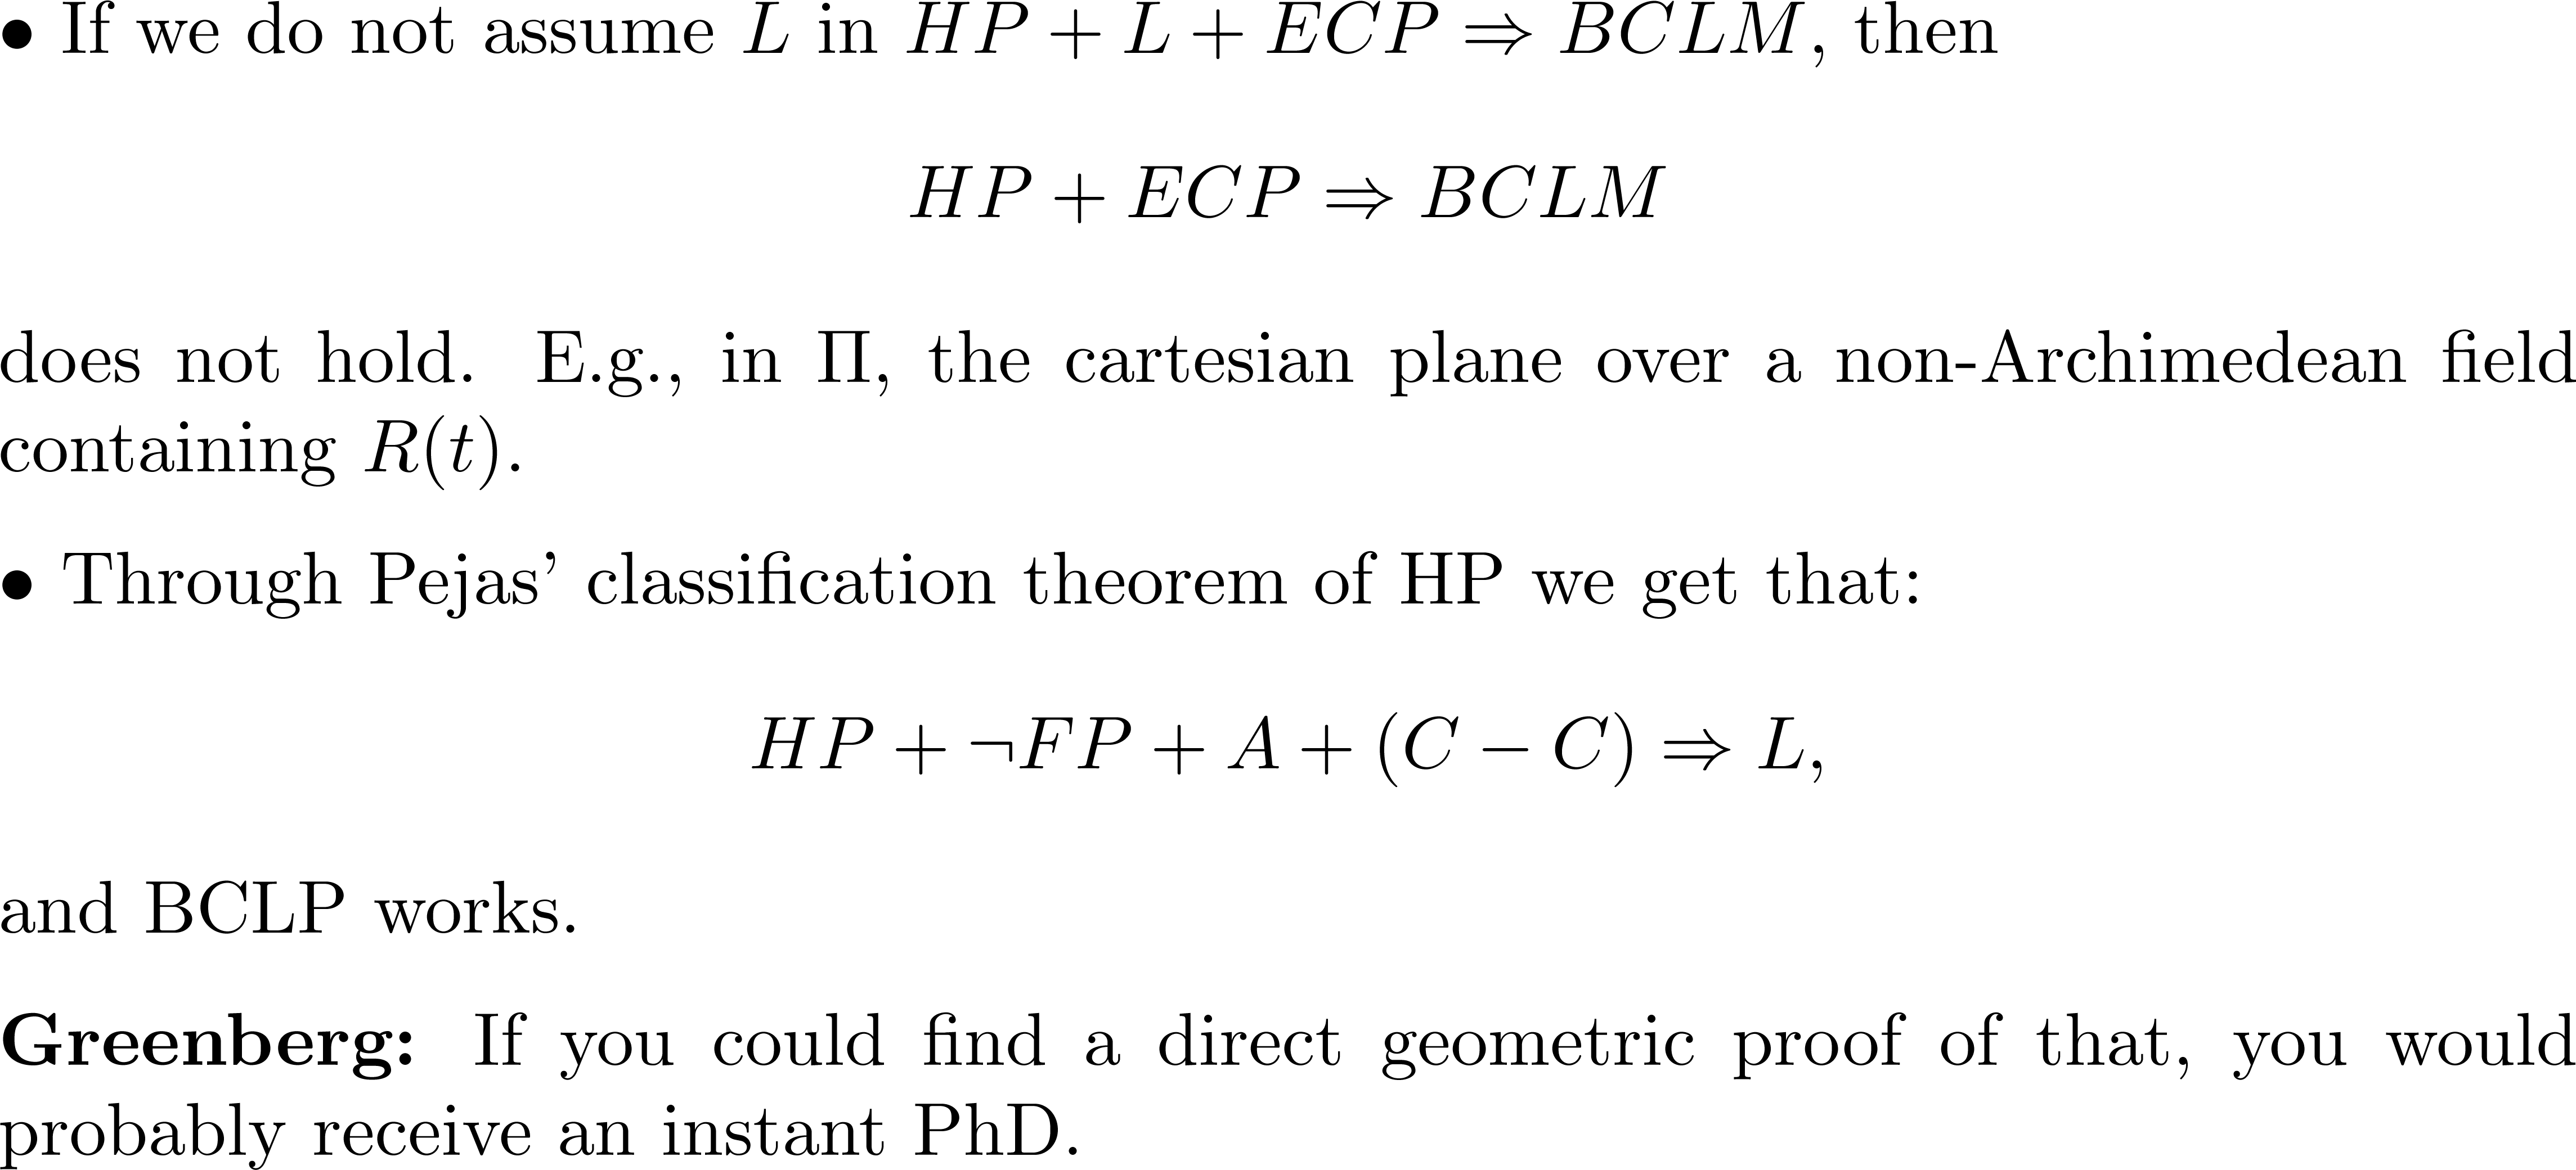 • If we do not assume L in HP + L + ECP ⇒ BCLM, then
HP + ECP ⇒ BCLM
does not hold. E.g., in Π, the cartesian plane over a non-Archimedean field
containing R(t).
• Through Pejas' classification theorem of HP we get that:
HP + ¬FP + A + (C − C) ⇒ L,
and BCLP works.
Greenberg: If you could find a direct geometric proof of that, you would
probably receive an instant PhD.